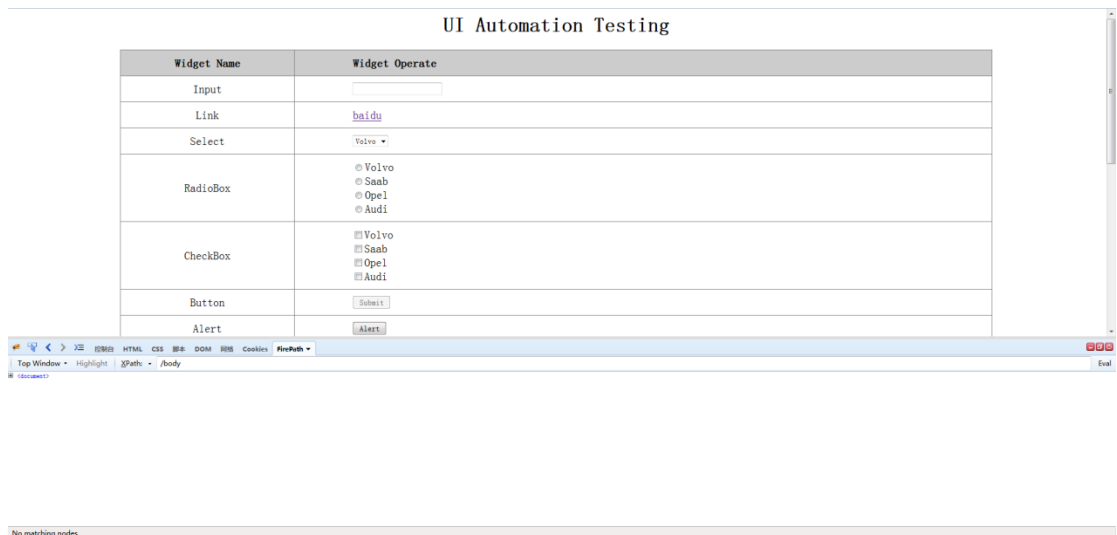 UI Automation Testing
Widget Name Widget Operate
Input
Link baidu
Select Volvo
RadioBox
Volvo
Saab
Opel
Audi
CheckBox
Volvo
Saab
Opel
Audi
Button Submit
Alert Alert
控制台 HTML CSS 脚本 DOM 网络 Cookies FirePath
Top Window Highlight XPath: /body Eval
<document>
No matching nodes